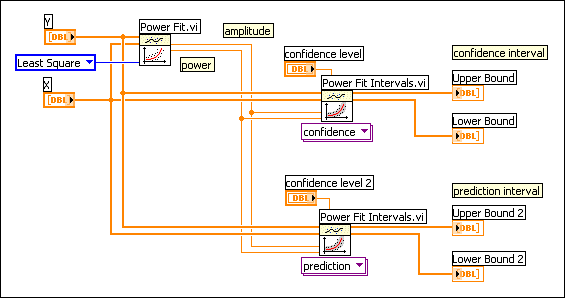 Y
Power Fit.vi
amplitude
DBL
Least Square
power
confidence level
confidence interval
X
DBL
DBL
Power Fit Intervals.vi
Upper Bound
DBL
Lower Bound
DBL
confidence
confidence level 2
prediction interval
DBL
Power Fit Intervals.vi
Upper Bound 2
DBL
Lower Bound 2
DBL
prediction